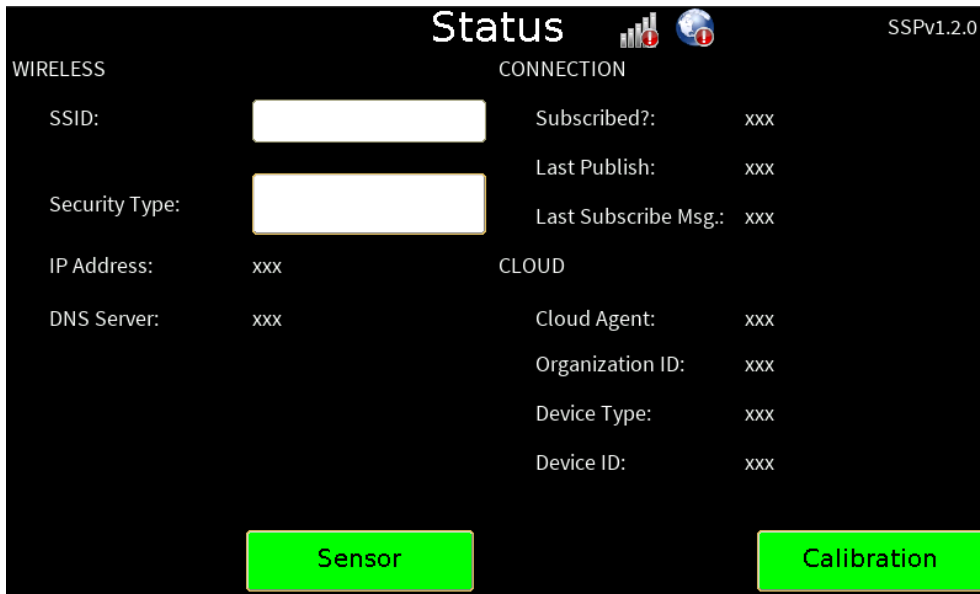 Status
SSPv1.2.0
WIRELESS
SSID:
Security Type:
IP Address: xxx
DNS Server: xxx
CONNECTION
Subscribed?: xxx
Last Publish: xxx
Last Subscribe Msg.: xxx
CLOUD
Cloud Agent: xxx
Organization ID: xxx
Device Type: xxx
Device ID: xxx
Sensor
Calibration